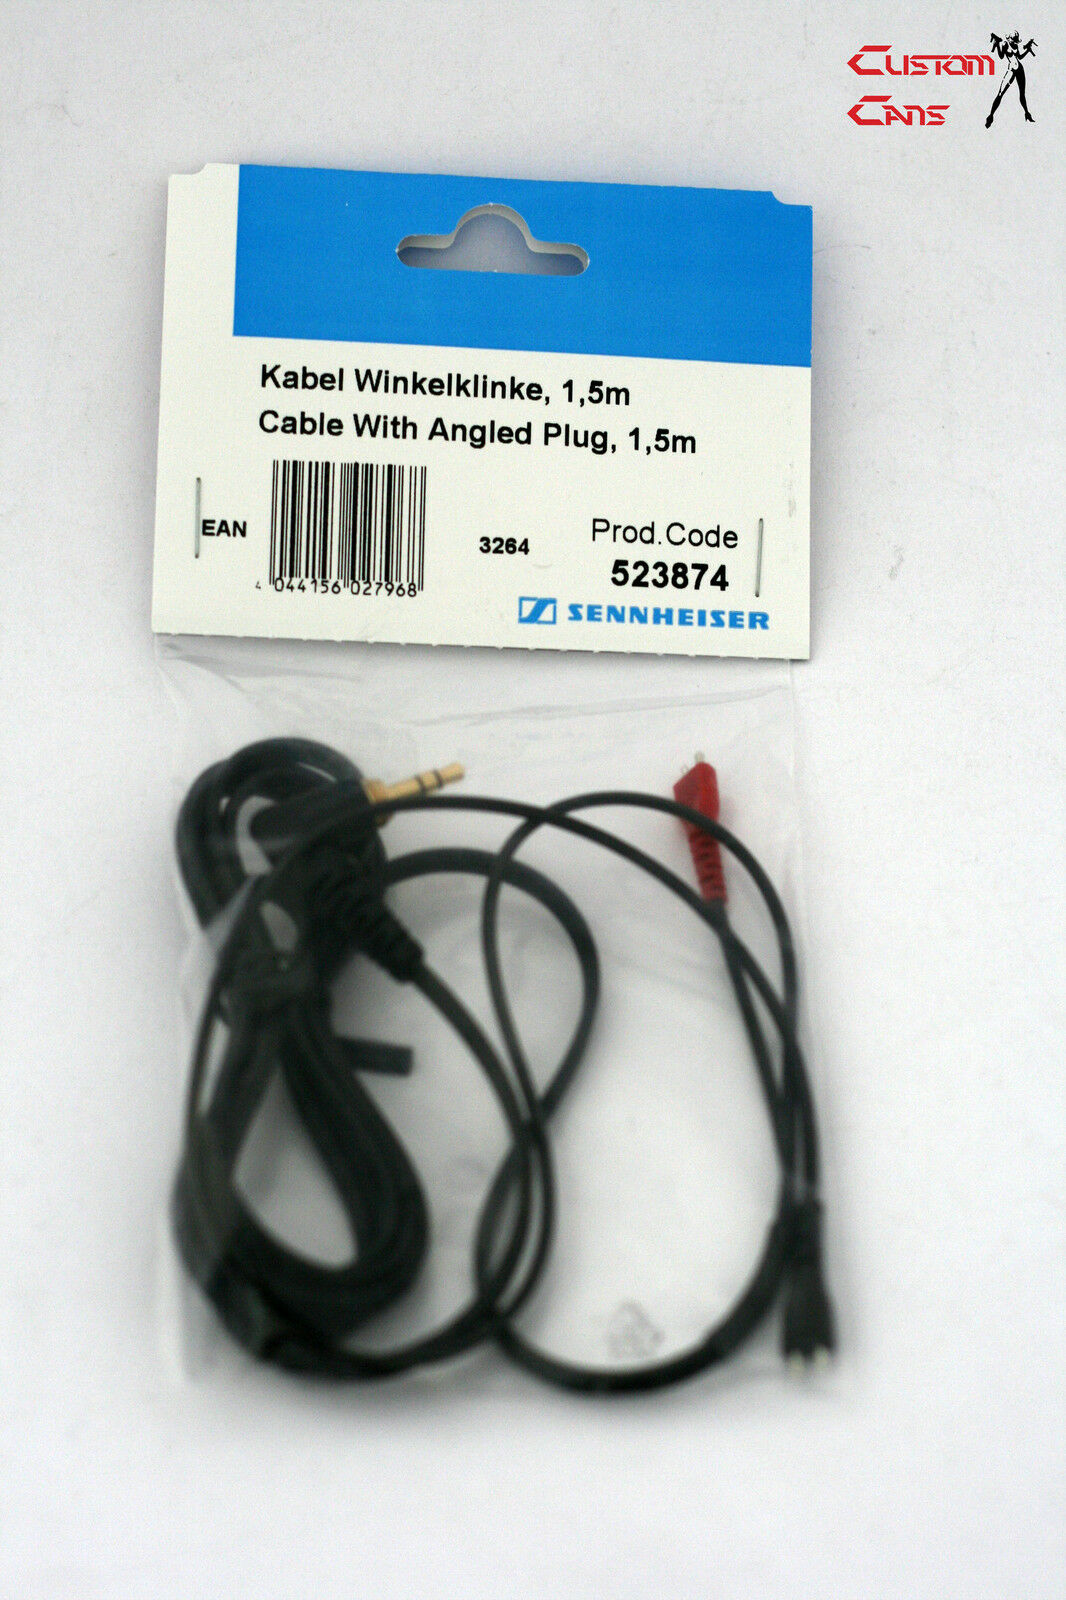 Custom
Cans
Kabel Winkelklinke, 1,5m
Cable With Angled Plug, 1,5m
EAN
4 044156 027968
3264
Prod.Code
523874
SENNHEISER